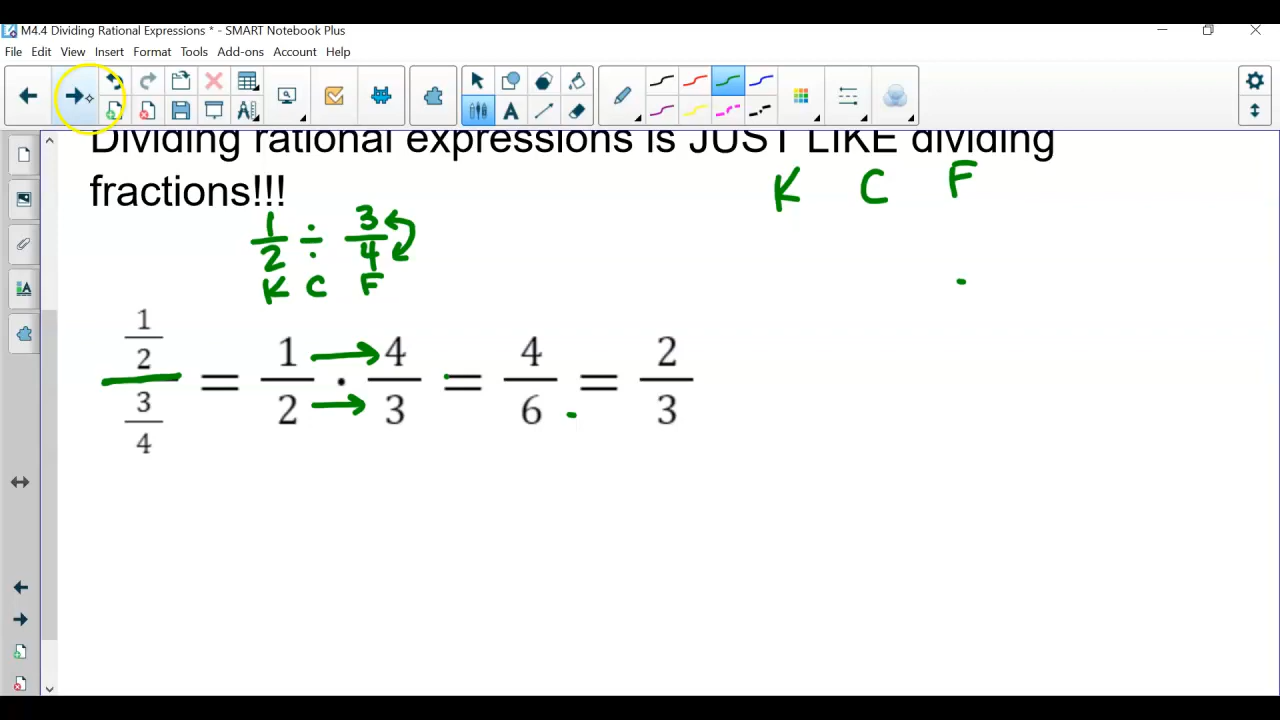 M4.4 Dividing Rational Expressions * - SMART Notebook Plus
File Edit View Insert Format Tools Add-ons Account Help
Dividing rational expressions is JUST LIKE dividing
fractions!!!
K C F
1/2 ÷ 3/4
K C F
(1/2)/(3/4) = 1/2 · 4/3 = 4/6 = 2/3